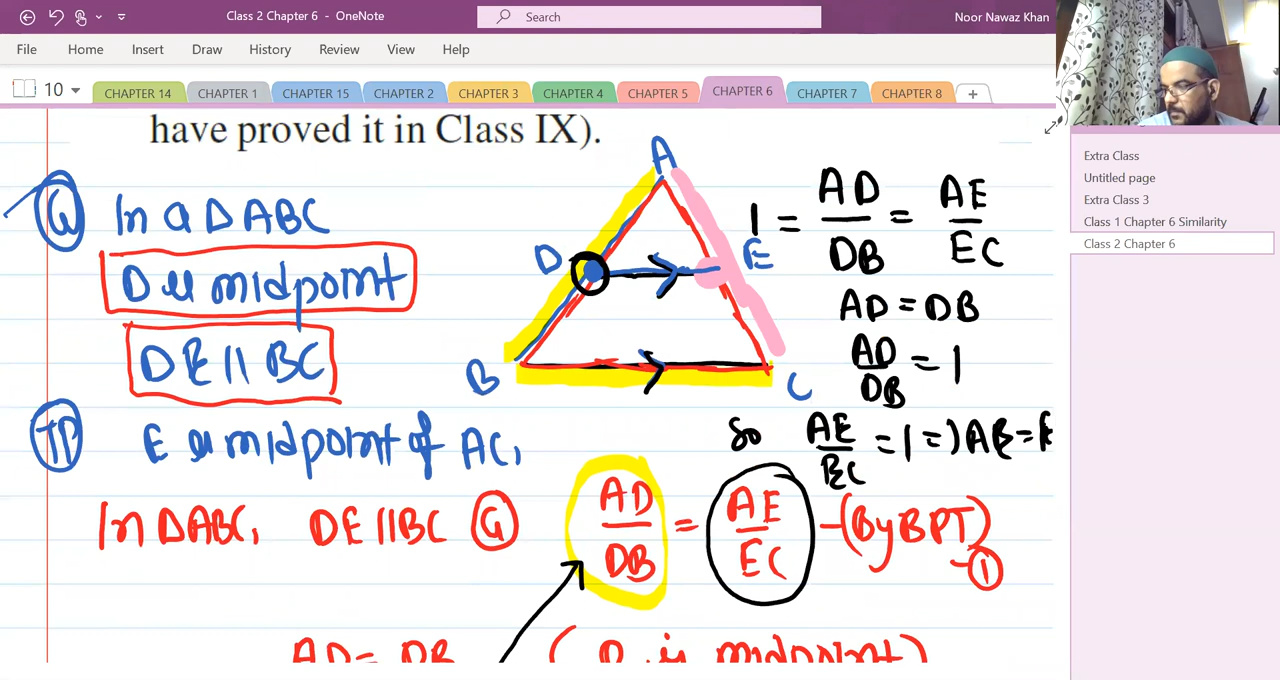 Class 2 Chapter 6 - OneNote
Search
Noor Nawaz Khan
File Home Insert Draw History Review View Help
10
CHAPTER 14 CHAPTER 1 CHAPTER 15 CHAPTER 2 CHAPTER 3 CHAPTER 4 CHAPTER 5 CHAPTER 6 CHAPTER 7 CHAPTER 8 +
Extra Class
Untitled page
Extra Class 3
Class 1 Chapter 6 Similarity
Class 2 Chapter 6
have proved it in Class IX).
G In a Δ ABC
D is midpoint
DE || BC
TP E is midpoint of AC,
A
D
E
B
C
1 = AD/DB = AE/EC
AD = DB
AD/DB = 1
So AE/EC = 1 => AE = E
In ΔABC, DE || BC G AD/DB = AE/EC - (By BPT) - 1
AD = DB (D is midpoint)